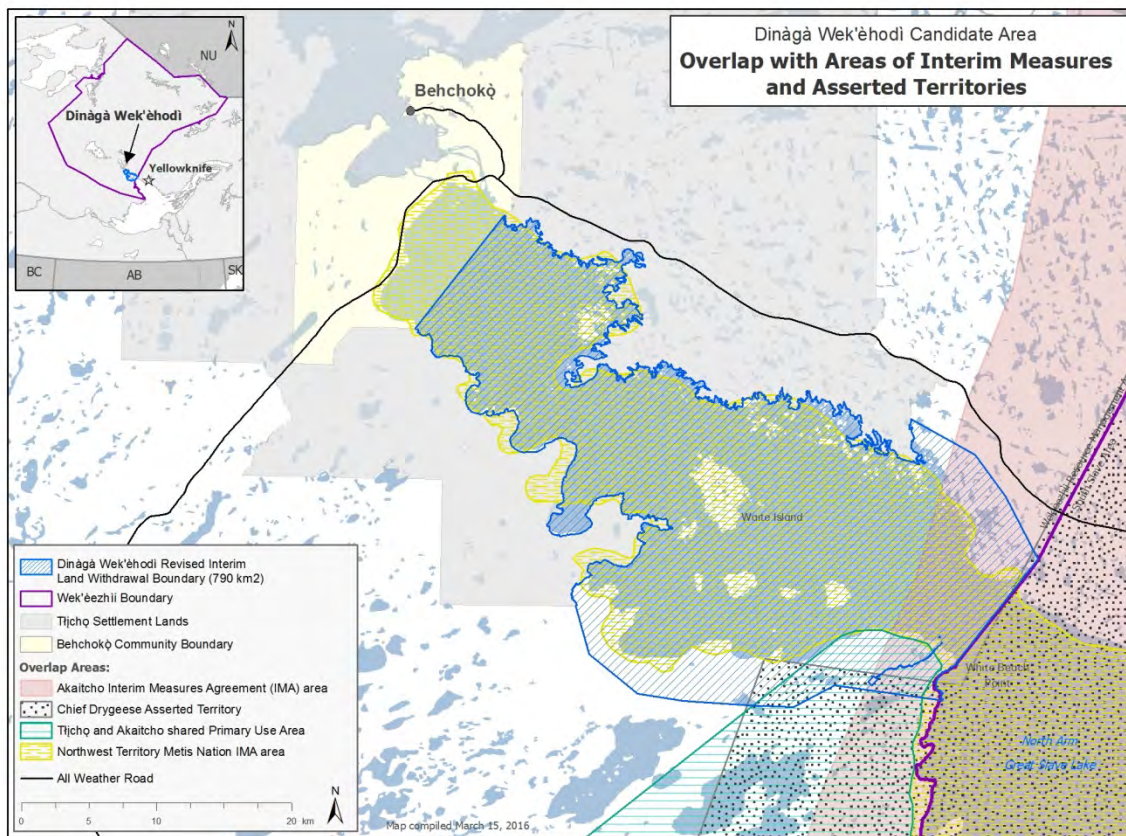 Dinàgà Wek'èhodì Candidate Area
Overlap with Areas of Interim Measures
and Asserted Territories
N
NU
Dinàgà Wek'èhodì
Yellowknife
BC
AB
SK
Behchokǫ̀
Waite Island
White Beach
Point
North Arm
Great Slave Lake
Dinàgà Wek'èhodì Revised Interim
Land Withdrawal Boundary (790 km2)
Wek'èezhìi Boundary
Tłįchǫ Settlement Lands
Behchokǫ̀ Community Boundary
Overlap Areas:
Akaitcho Interim Measures Agreement (IMA) area
Chief Drygeese Asserted Territory
Tłįchǫ and Akaitcho shared Primary Use Area
Northwest Territory Metis Nation IMA area
All Weather Road
0 5 10 20 km
N
Map compiled March 15, 2016